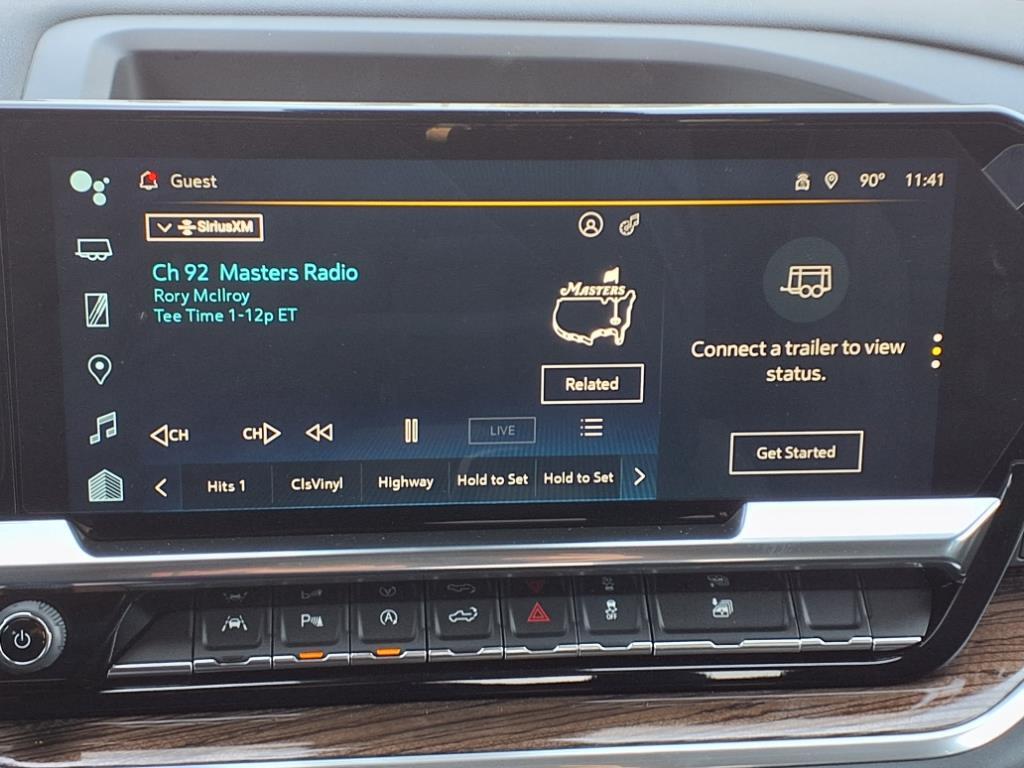 Guest
90° 11:41
SiriusXM
Ch 92 Masters Radio
Rory McIlroy
Tee Time 1-12p ET
MASTERS
Related
Connect a trailer to view
status.
Get Started
CH
CH
LIVE
Hits 1
ClsVinyl
Highway
Hold to Set
Hold to Set
P
A
OFF